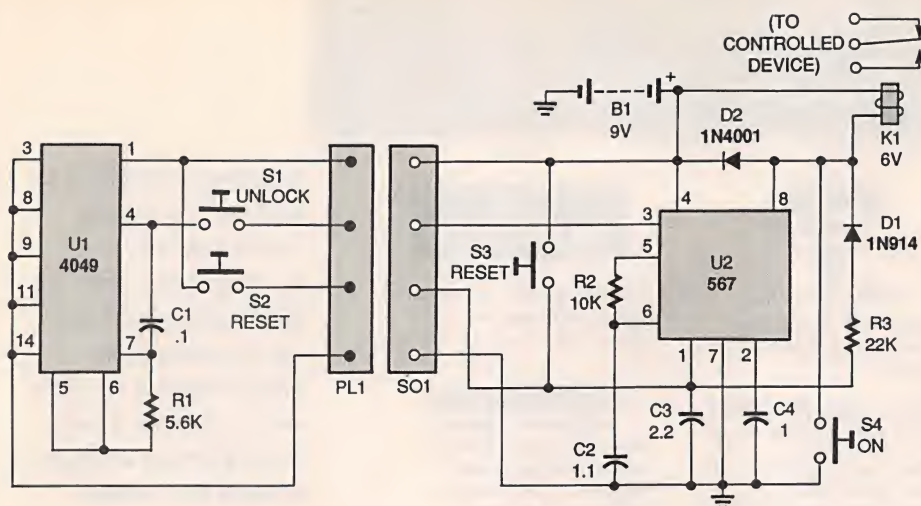 (TO
CONTROLLED
DEVICE)
+
B1
9V
D2
1N4001
K1
6V
3
1
8
4
9
11
14
7
5
6
U1
4049
S1
UNLOCK
S2
RESET
C1
.1
R1
5.6K
PL1
SO1
S3
RESET
4
8
3
5
6
1
7
2
U2
567
R2
10K
D1
1N914
R3
22K
C2
1.1
C3
2.2
C4
1
S4
ON